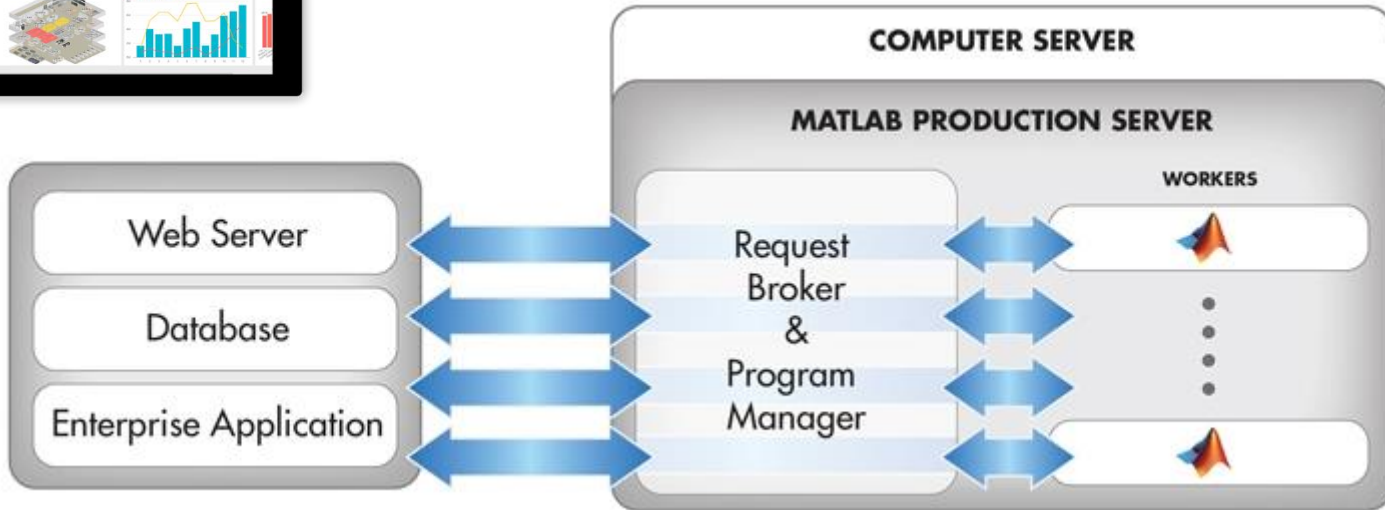 COMPUTER SERVER
MATLAB PRODUCTION SERVER
WORKERS
Web Server
Database
Enterprise Application
Request
Broker
&
Program
Manager